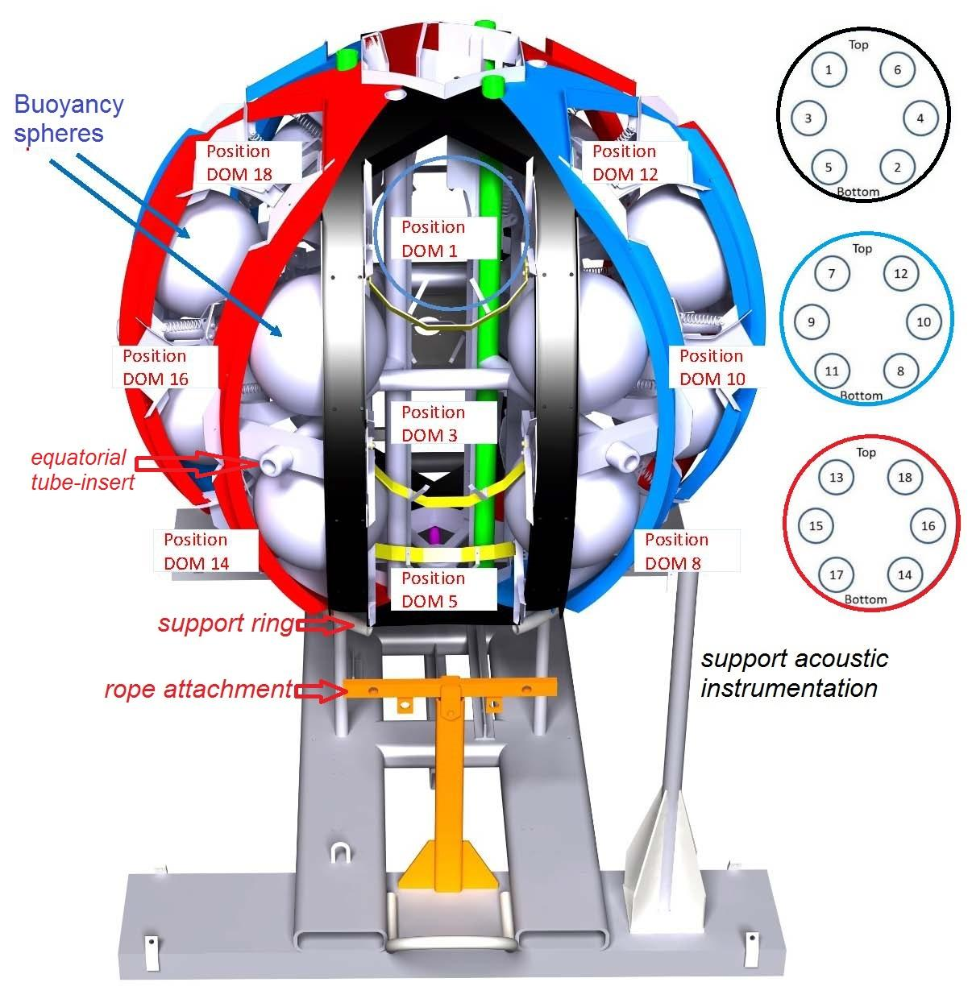 Buoyancy
spheres
Position
DOM 18
Position
DOM 12
Position
DOM 1
Position
DOM 16
Position
DOM 10
Position
DOM 3
equatorial
tube-insert
Position
DOM 14
Position
DOM 8
Position
DOM 5
support ring
rope attachment
support acoustic
instrumentation
Top
1 6
3 4
5 2
Bottom
Top
7 12
9 10
11 8
Bottom
Top
13 18
15 16
17 14
Bottom